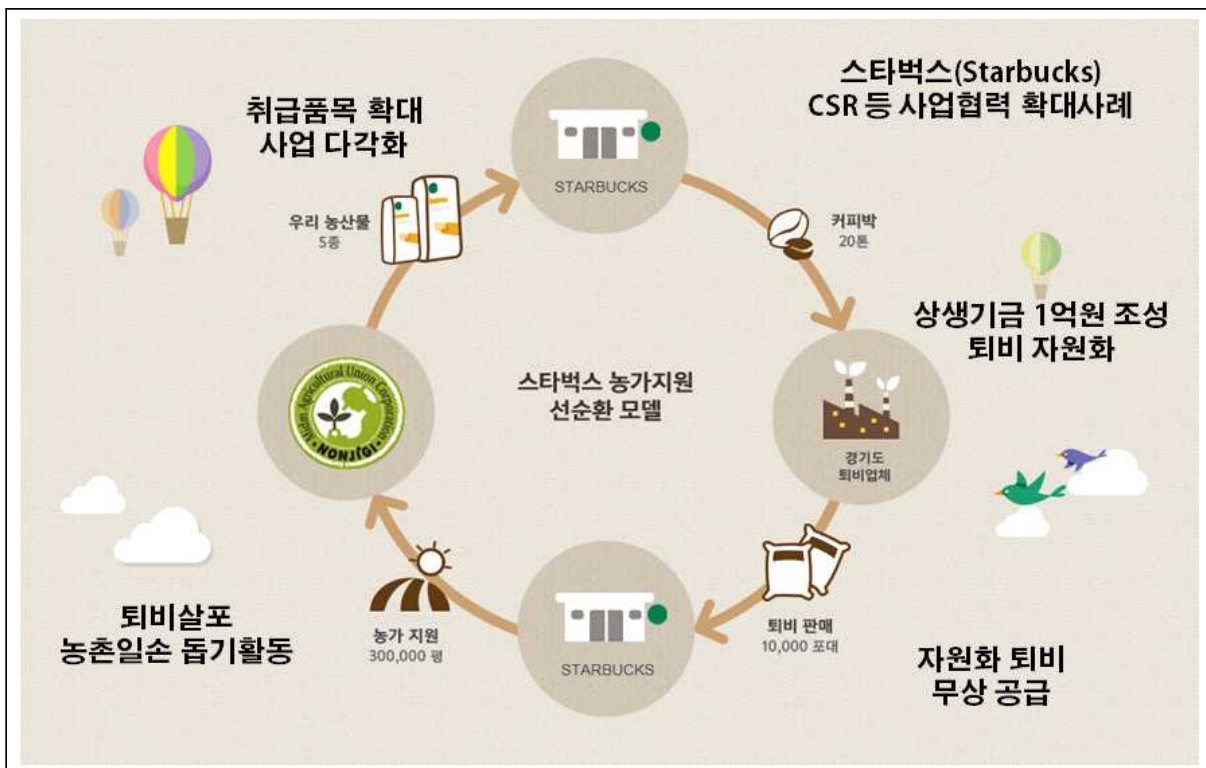 스타벅스(Starbucks)
CSR 등 사업협력 확대사례
취급품목 확대
사업 다각화
STARBUCKS
우리 농산물
5종
커피박
20톤
상생기금 1억원 조성
퇴비 자원화
스타벅스 농가지원
선순환 모델
Agricultural Union Corporation
NONJIGI
경기도
퇴비업체
퇴비살포
농촌일손 돕기활동
농가 지원
300,000 평
STARBUCKS
퇴비 판매
10,000 포대
자원화 퇴비
무상 공급